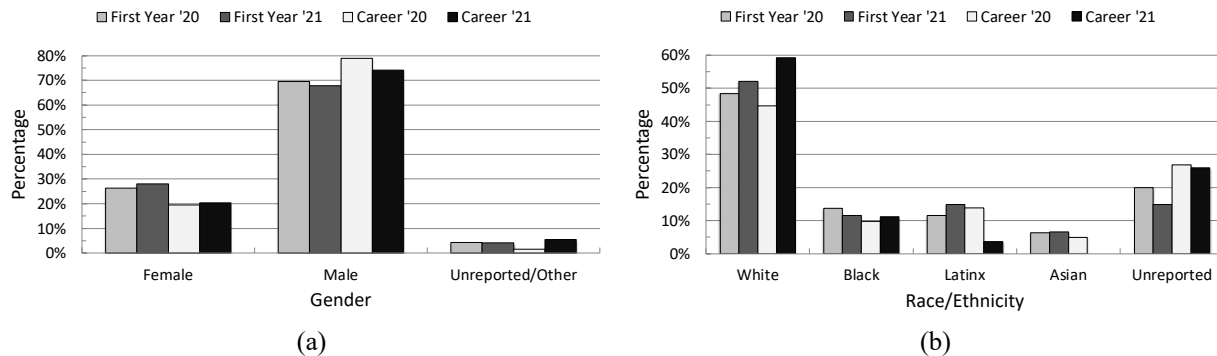 First Year '20 First Year '21 Career '20 Career '21
80%
70%
60%
50%
40%
30%
20%
10%
0%
Percentage
Female Male Unreported/Other
Gender
(a)
First Year '20 First Year '21 Career '20 Career '21
60%
50%
40%
30%
20%
10%
0%
Percentage
White Black Latinx Asian Unreported
Race/Ethnicity
(b)